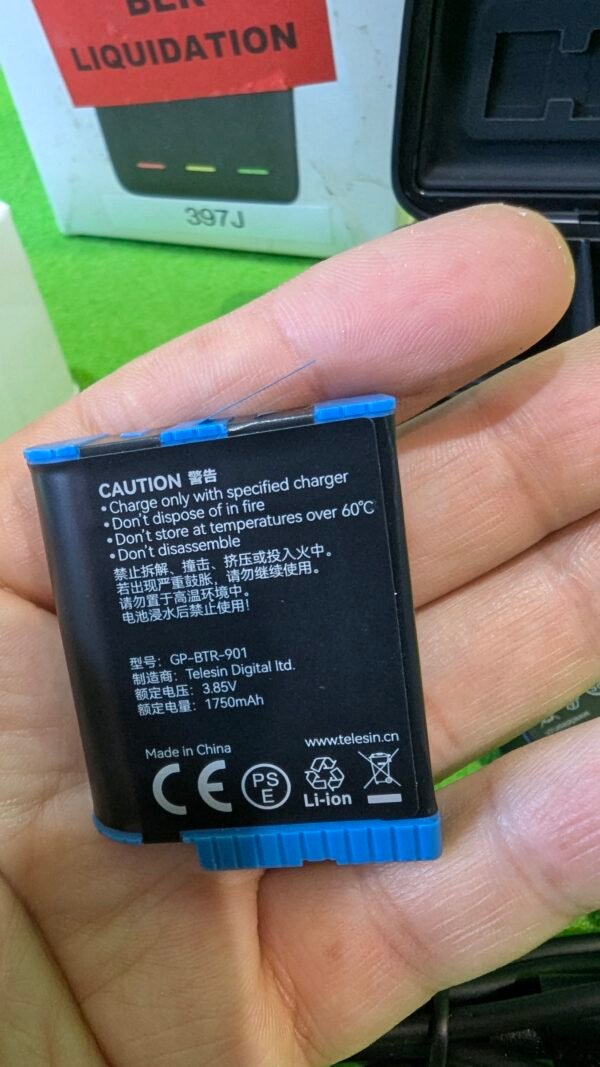 LIQUIDATION
397J
CAUTION 警告
•Charge only with specified charger
•Don't dispose of in fire
•Don't store at temperatures over 60℃
•Don't disassemble
禁止拆解、撞击、挤压或投入火中。
若出现严重鼓胀，请勿继续使用。
请勿置于高温环境中。
电池浸水后禁止使用！
型号：GP-BTR-901
制造商：Telesin Digital ltd.
额定电压：3.85V
额定电量：1750mAh
Made in China
www.telesin.cn
CE
PS
E
Li-ion